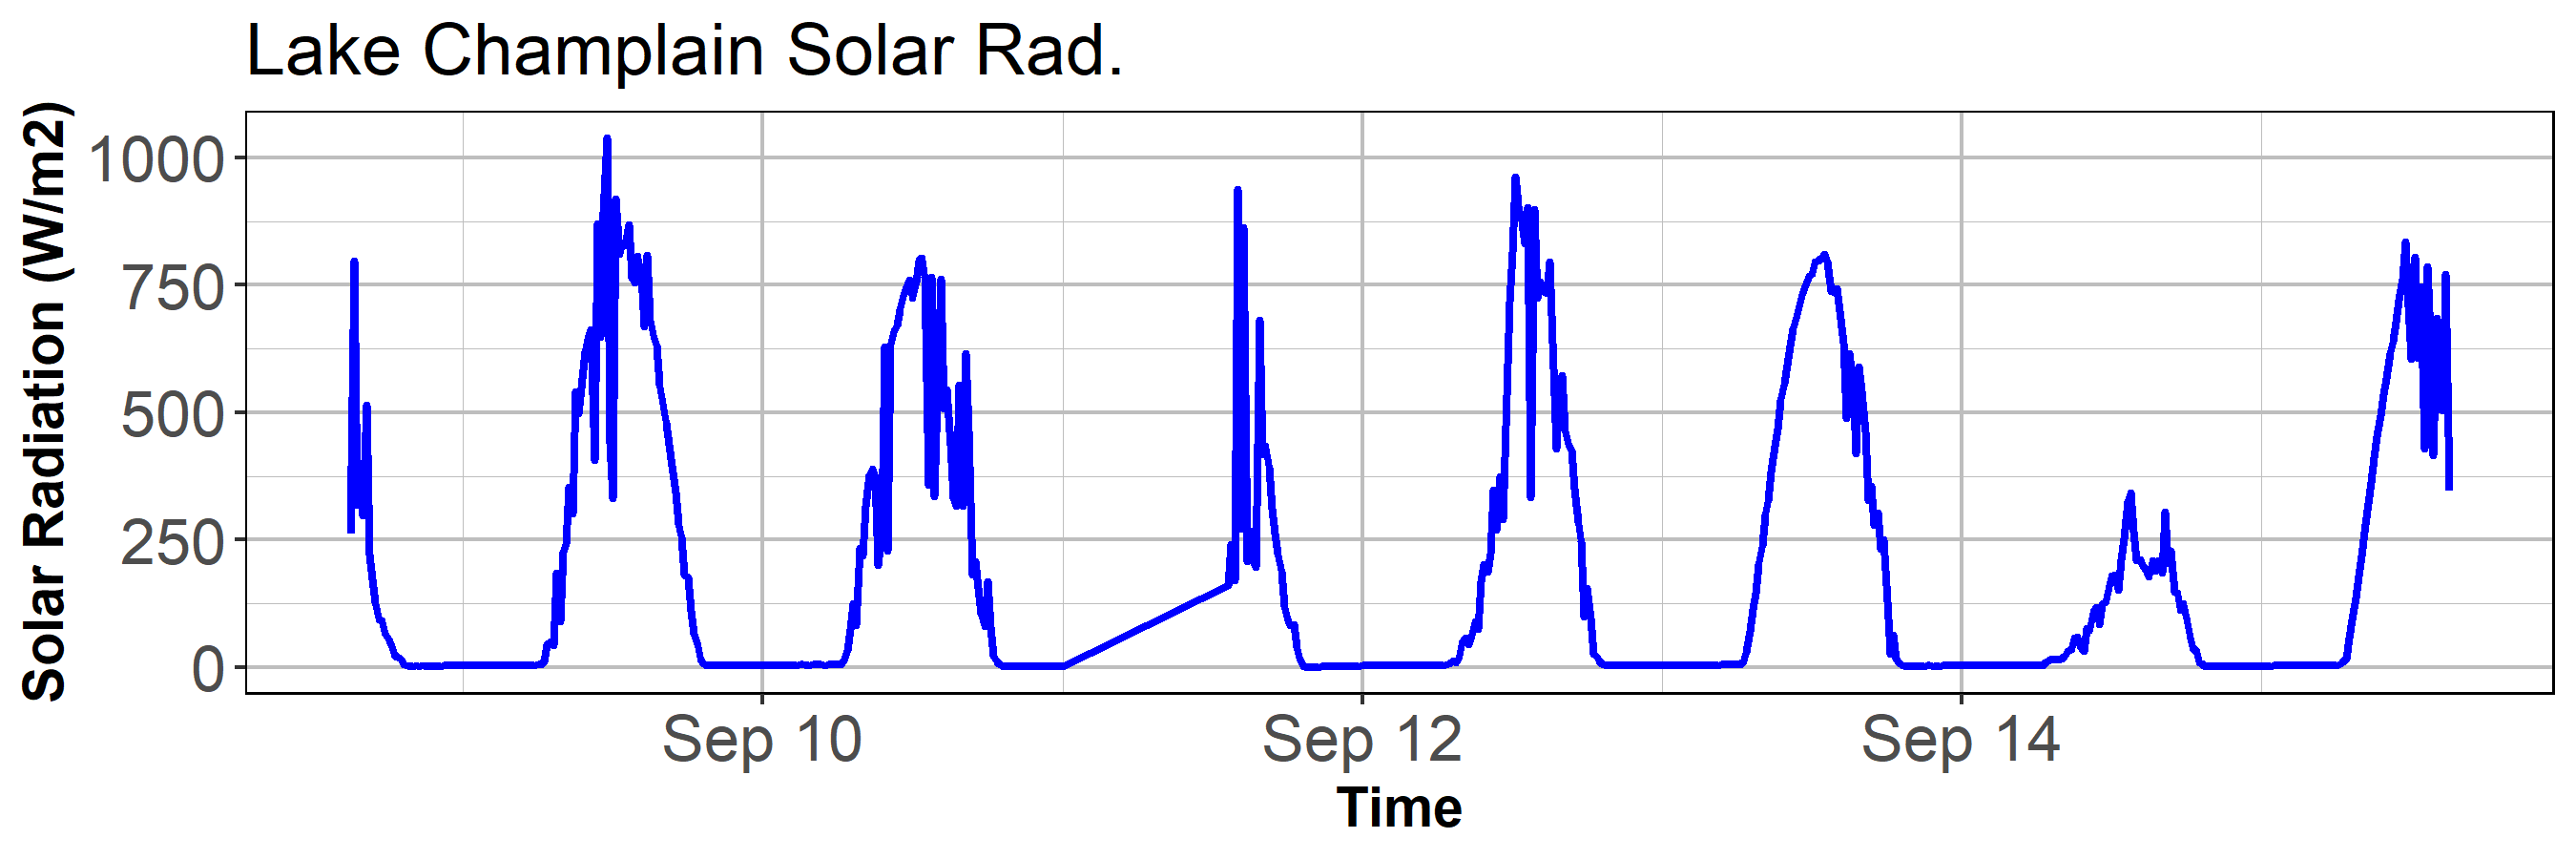 Lake Champlain Solar Rad.
Solar Radiation (W/m2)
1000
750
500
250
0
Sep 10
Sep 12
Sep 14
Time